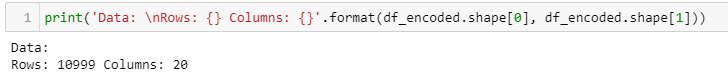 1 print('Data: \nRows: {} Columns: {}'.format(df_encoded.shape[0], df_encoded.shape[1]))
Data:
Rows: 10999 Columns: 20